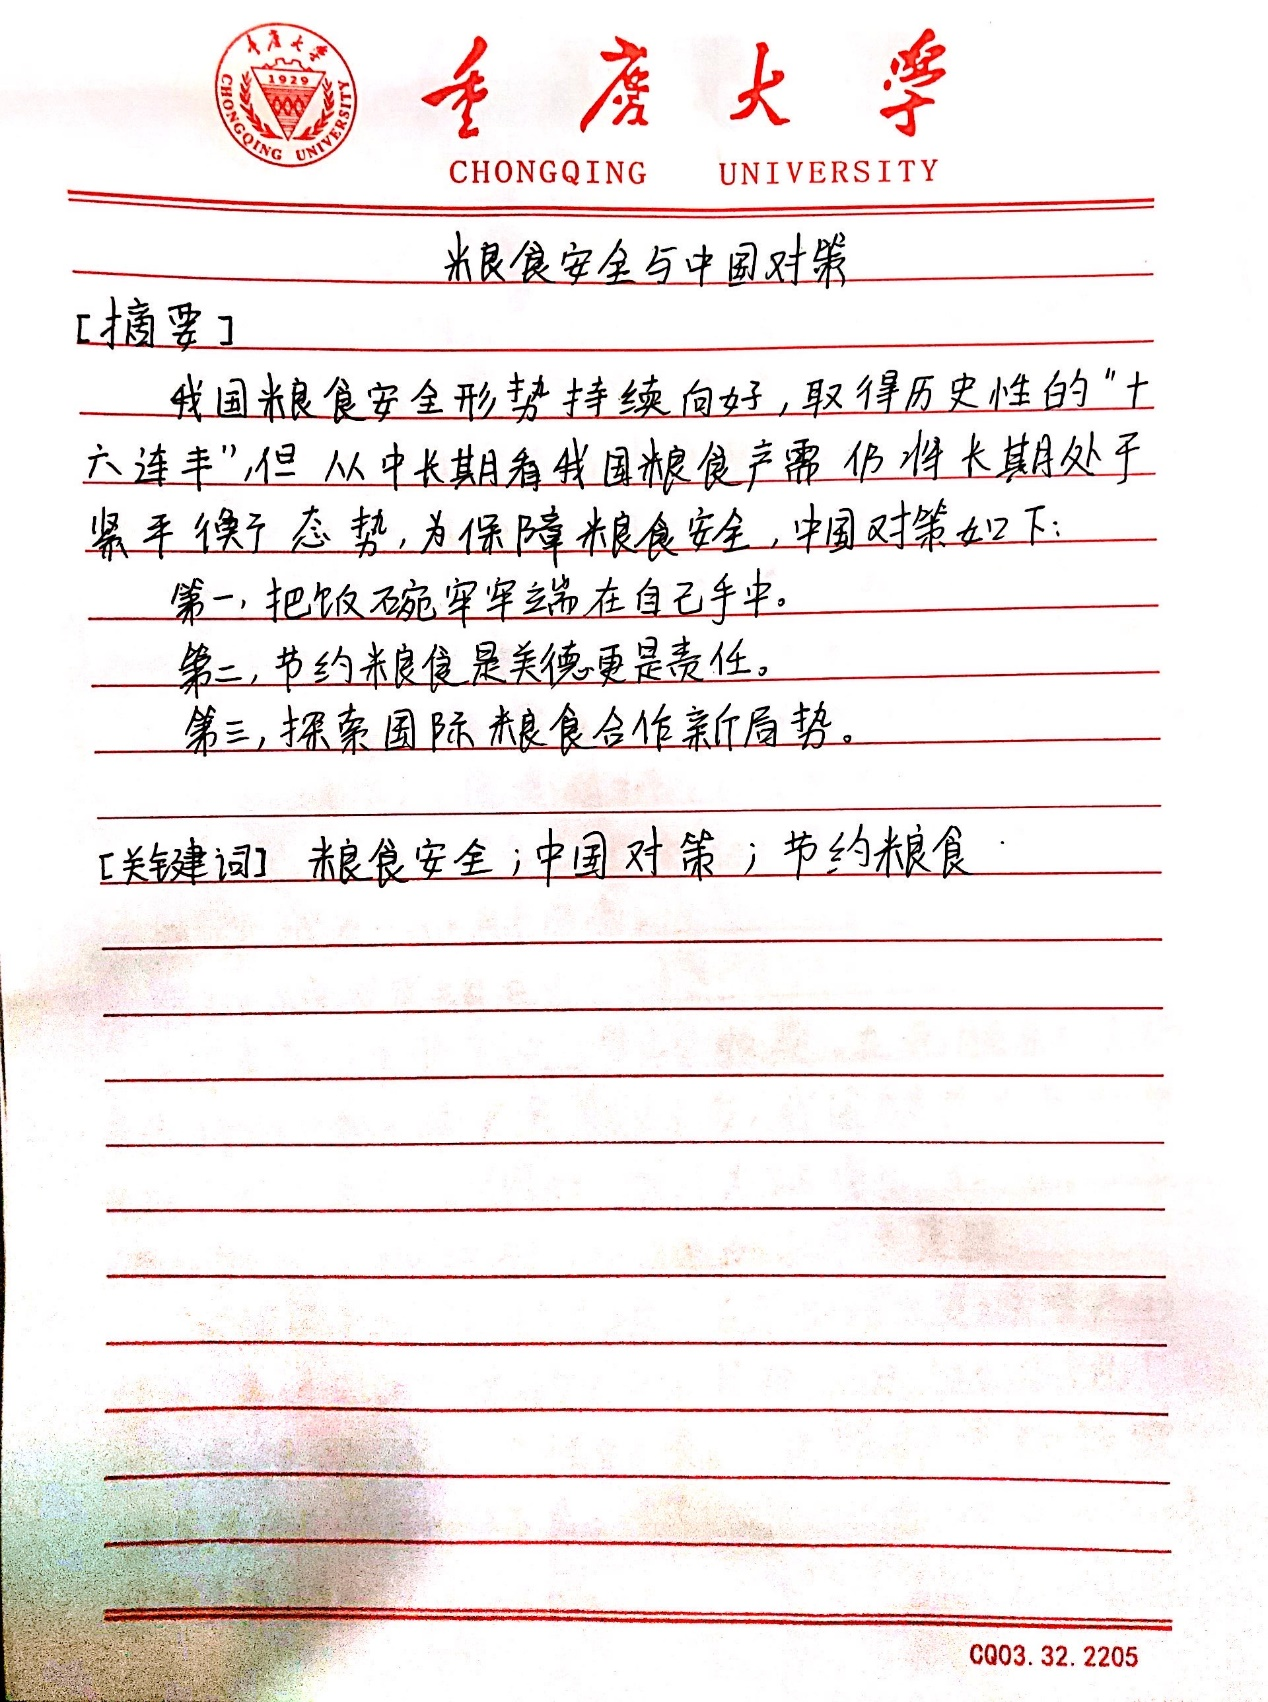 重庆大学
1929
CHONGQING UNIVERSITY
重庆大学
CHONGQING UNIVERSITY
粮食安全与中国对策
[摘要]
我国粮食安全形势持续向好,取得历史性的"十
六连丰",但从中长期看我国粮食产需仍将长期处于
紧平衡态势,为保障粮食安全,中国对策如下:
第一,把饭碗牢牢端在自己手中。
第二,节约粮食是美德更是责任。
第三,探索国际粮食合作新局势。
[关键词] 粮食安全;中国对策;节约粮食
CQ03.32.2205